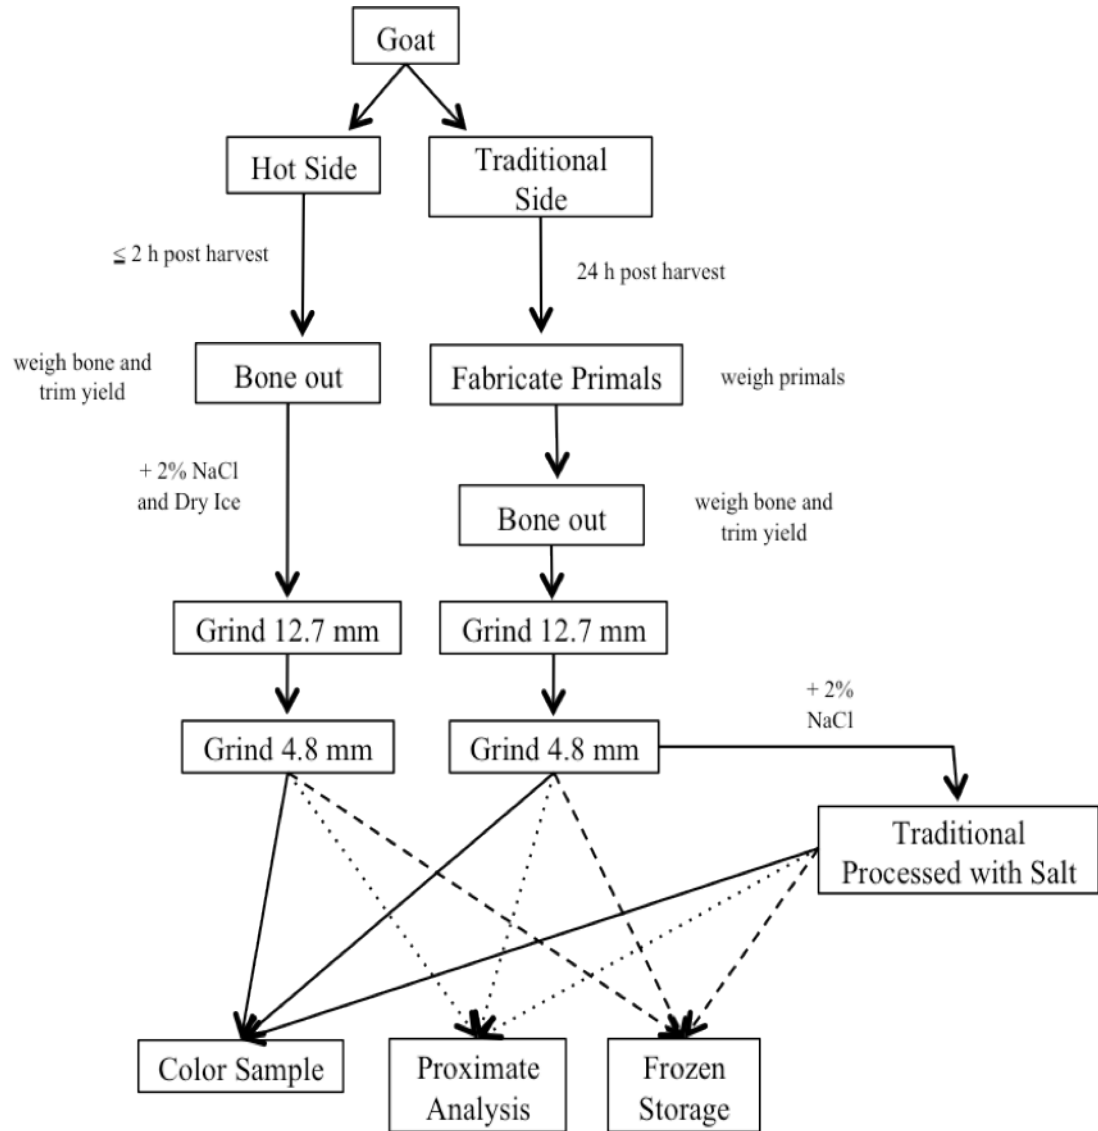 Goat
Hot Side
Traditional
Side
≦ 2 h post harvest
24 h post harvest
weigh bone and
trim yield
Bone out
Fabricate Primals
weigh primals
+ 2% NaCl
and Dry Ice
Bone out
weigh bone and
trim yield
Grind 12.7 mm
Grind 12.7 mm
+ 2%
NaCl
Grind 4.8 mm
Grind 4.8 mm
Traditional
Processed with Salt
Color Sample
Proximate
Analysis
Frozen
Storage